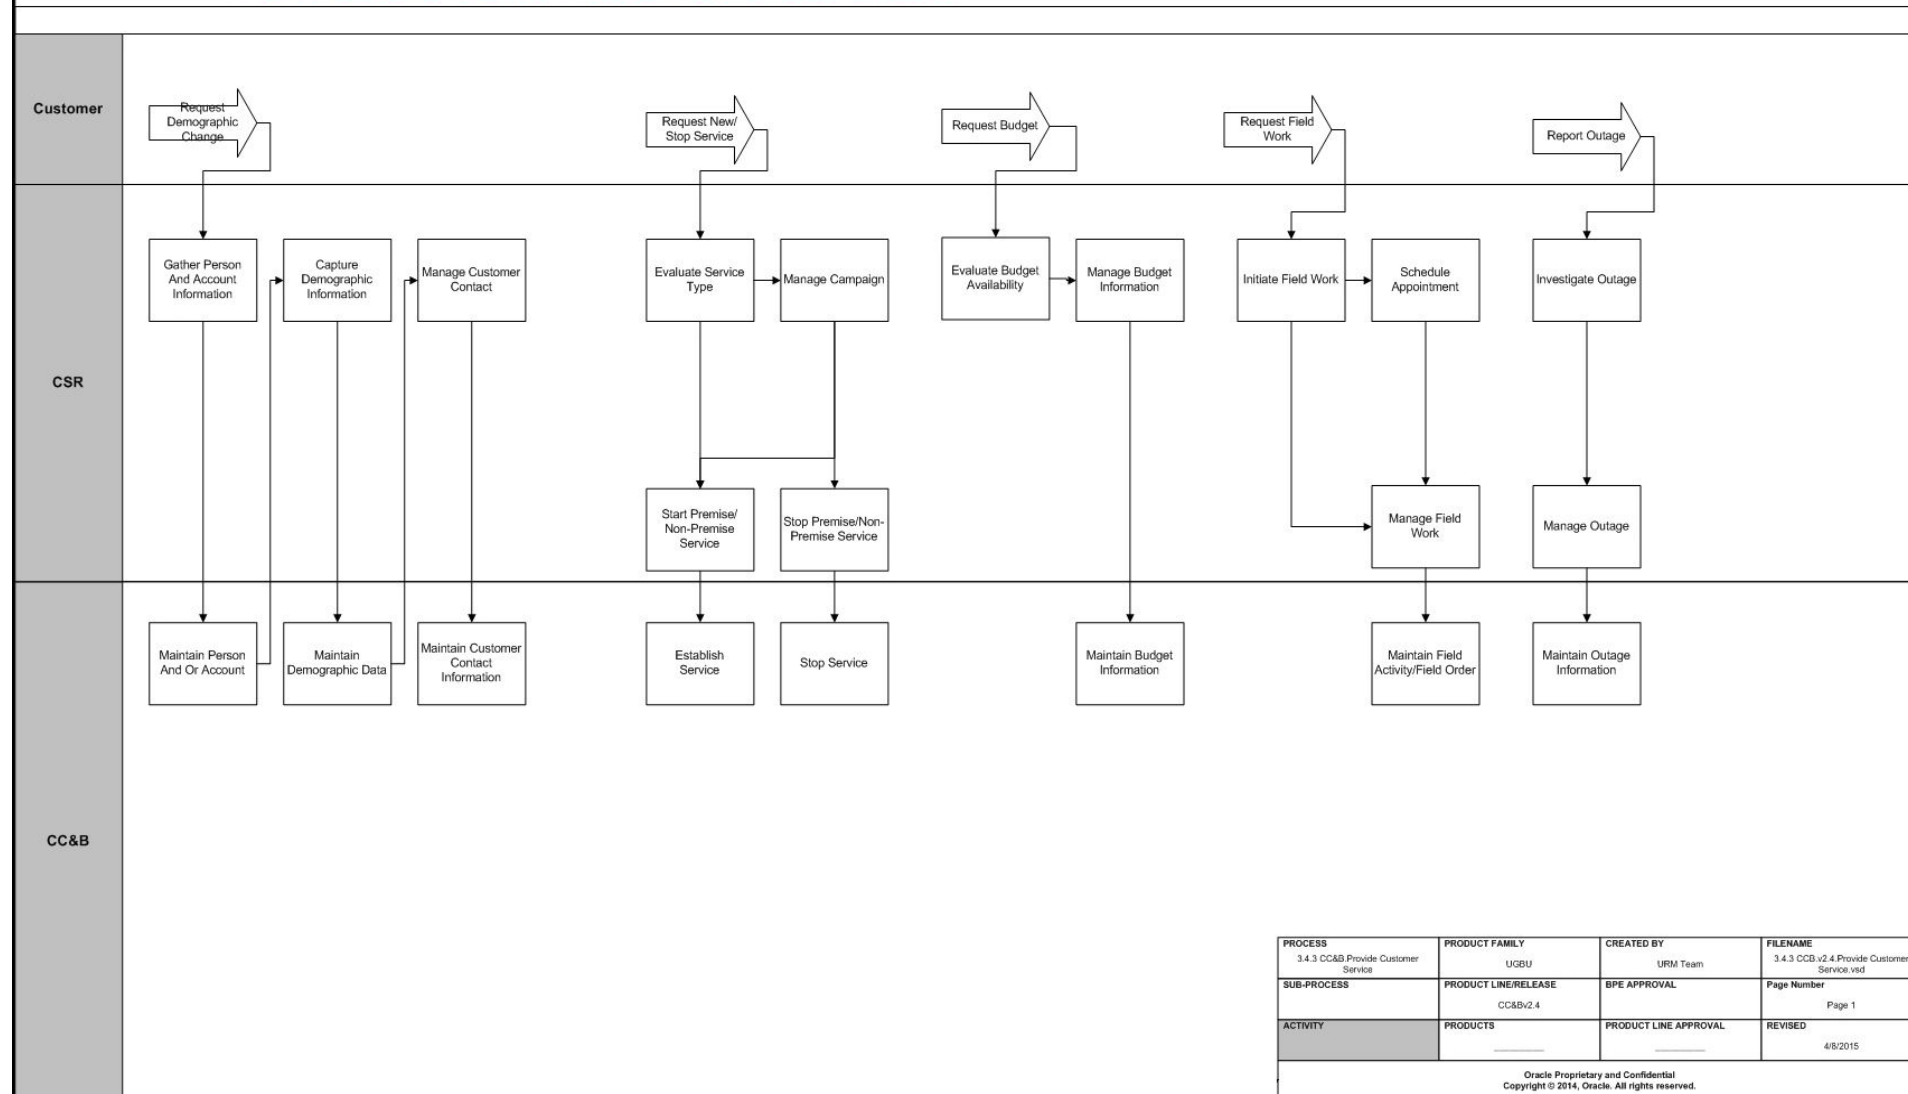 Customer
Request
Demographic
Change
Request New/
Stop Service
Request Budget
Request Field
Work
Report Outage
CSR
Gather Person
And Account
Information
Capture
Demographic
Information
Manage Customer
Contact
Evaluate Service
Type
Manage Campaign
Evaluate Budget
Availability
Manage Budget
Information
Initiate Field Work
Schedule
Appointment
Investigate Outage
Start Premise/
Non-Premise
Service
Stop Premise/Non-
Premise Service
Manage Field
Work
Manage Outage
CC&B
Maintain Person
And Or Account
Maintain
Demographic Data
Maintain Customer
Contact
Information
Establish
Service
Stop Service
Maintain Budget
Information
Maintain Field
Activity/Field Order
Maintain Outage
Information
PROCESS
3.4.3 CC&B.Provide Customer
Service
PRODUCT FAMILY
UGBU
CREATED BY
URM Team
FILENAME
3.4.3 CCB.v2.4.Provide Customer
Service.vsd
SUB-PROCESS
PRODUCT LINE/RELEASE
CC&Bv2.4
BPE APPROVAL
Page Number
Page 1
ACTIVITY
PRODUCTS
PRODUCT LINE APPROVAL
REVISED
4/8/2015
Oracle Proprietary and Confidential
Copyright © 2014, Oracle. All rights reserved.